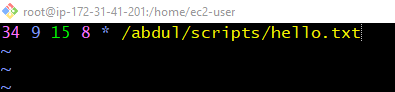 root@ip-172-31-41-201:/home/ec2-user
34 9 15 8 * /abdul/scripts/hello.txt
~
~
~